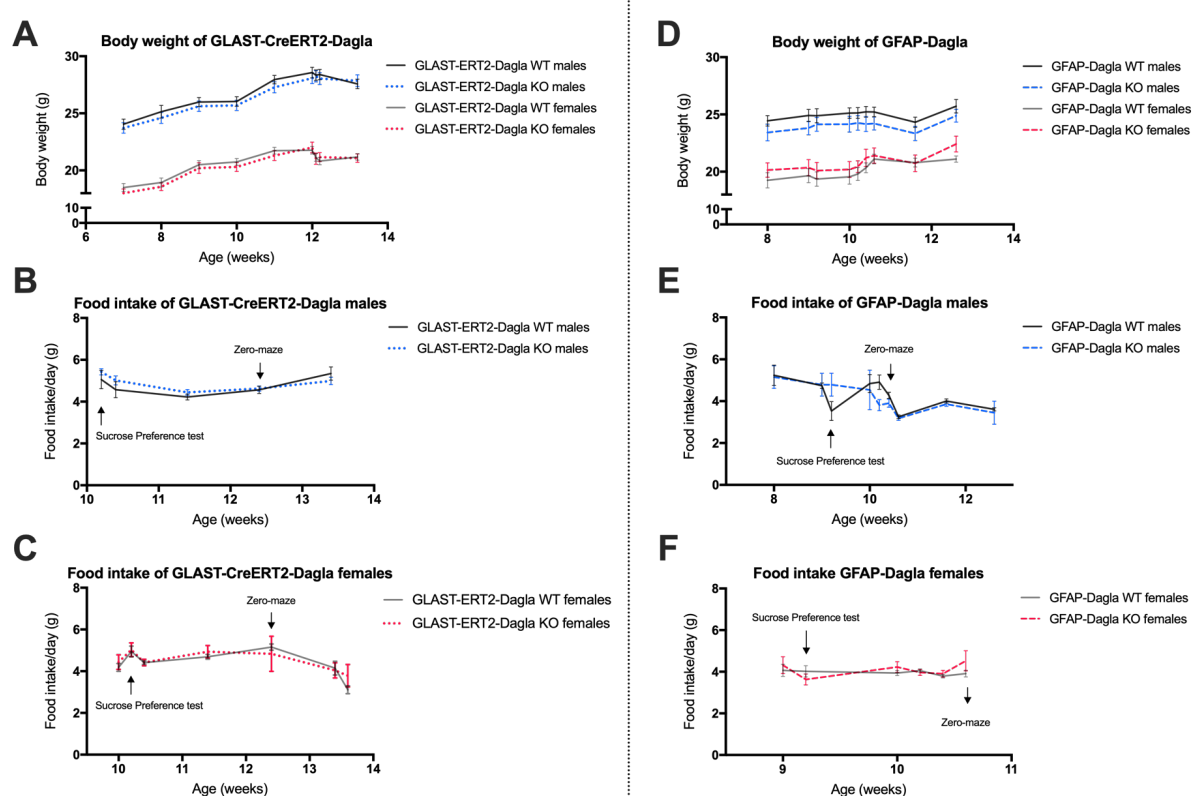 A
Body weight of GLAST-CreERT2-Dagla
GLAST-ERT2-Dagla WT males
GLAST-ERT2-Dagla KO males
GLAST-ERT2-Dagla WT females
GLAST-ERT2-Dagla KO females
Body weight (g)
30
25
20
10
0
6
8
10
12
14
Age (weeks)
B
Food intake of GLAST-CreERT2-Dagla males
GLAST-ERT2-Dagla WT males
GLAST-ERT2-Dagla KO males
Food intake/day (g)
8
6
4
2
0
Zero-maze
Sucrose Preference test
10
11
12
13
14
Age (weeks)
C
Food intake of GLAST-CreERT2-Dagla females
GLAST-ERT2-Dagla WT females
GLAST-ERT2-Dagla KO females
Food intake/day (g)
8
6
4
2
0
Zero-maze
Sucrose Preference test
10
11
12
13
14
Age (weeks)
D
Body weight of GFAP-Dagla
GFAP-Dagla WT males
GFAP-Dagla KO males
GFAP-Dagla WT females
GFAP-Dagla KO females
Body weight (g)
30
25
20
10
0
8
10
12
14
Age (weeks)
E
Food intake of GFAP-Dagla males
GFAP-Dagla WT males
GFAP-Dagla KO males
Food intake/day (g)
8
6
4
2
0
Zero-maze
Sucrose Preference test
8
10
12
Age (weeks)
F
Food intake GFAP-Dagla females
GFAP-Dagla WT females
GFAP-Dagla KO females
Food intake/day (g)
8
6
4
2
0
Sucrose Preference test
Zero-maze
9
10
11
Age (weeks)